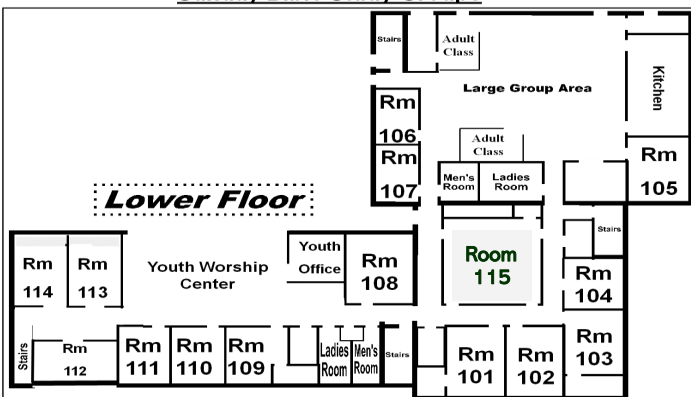 Stairs
Adult
Class
Large Group Area
Kitchen
Rm
106
Adult
Class
Rm
107
Men's
Room
Ladies
Room
Rm
105
Lower Floor
Stairs
Youth
Office
Room
115
Rm
114
Rm
113
Youth Worship
Center
Rm
108
Rm
104
Stairs
Rm
112
Rm
111
Rm
110
Rm
109
Ladies
Room
Men's
Room
Stairs
Rm
101
Rm
102
Rm
103